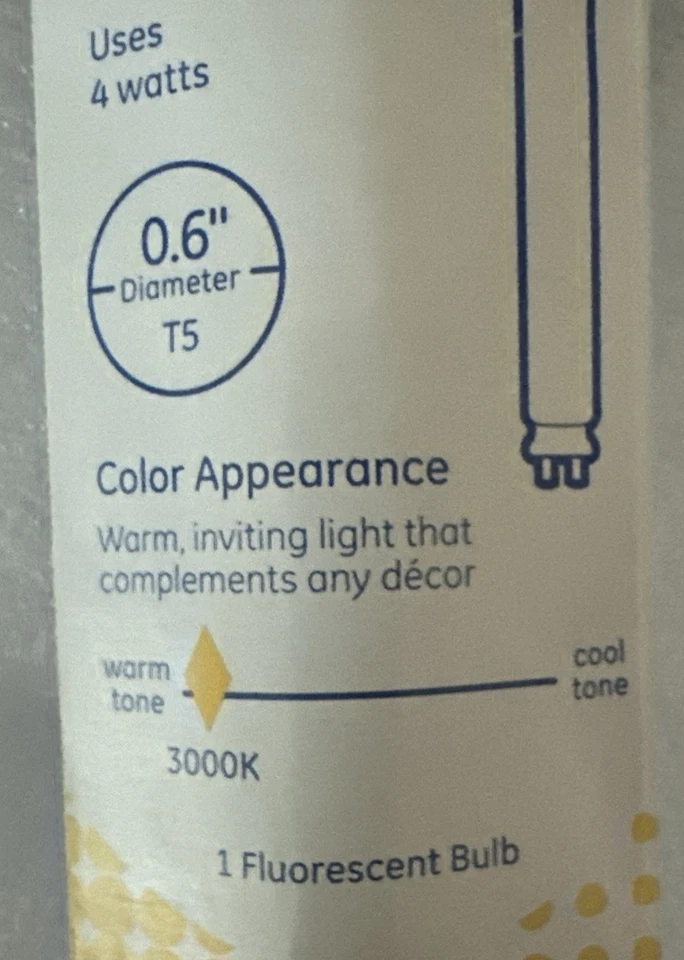 Uses
4 watts
0.6"
Diameter
T5
Color Appearance
Warm, inviting light that
complements any décor
warm
tone
cool
tone
3000K
1 Fluorescent Bulb